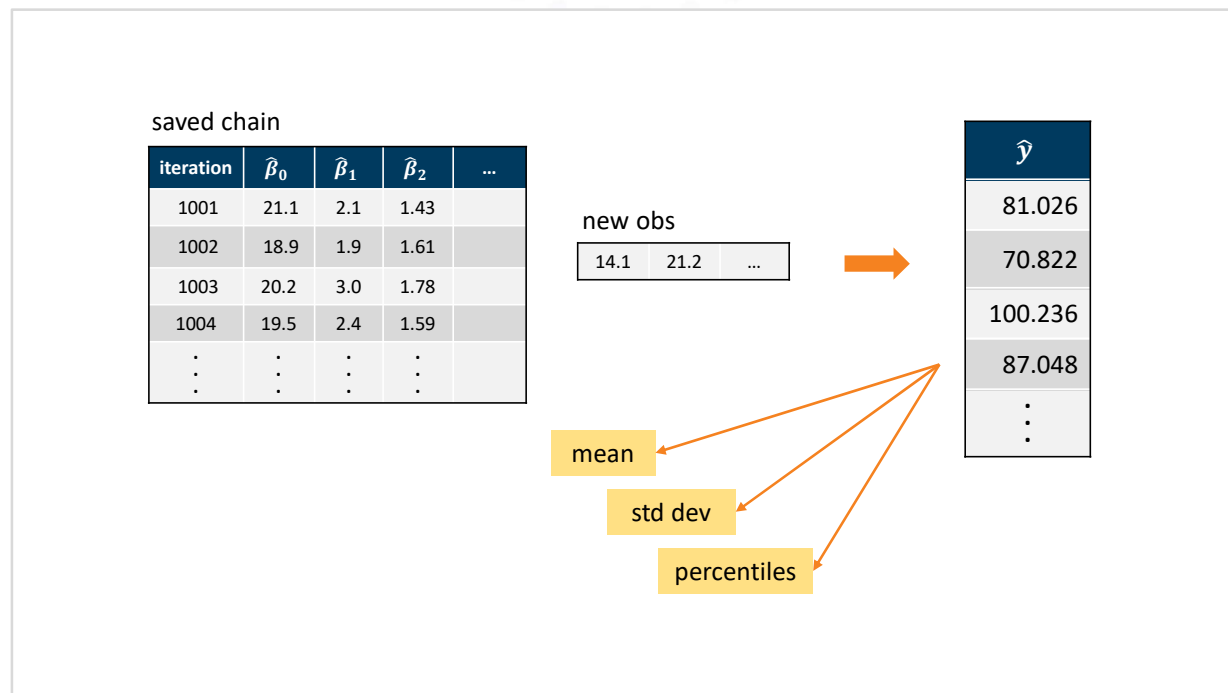 saved chain
iteration β̂₀ β̂₁ β̂₂ ...
1001 21.1 2.1 1.43
1002 18.9 1.9 1.61
1003 20.2 3.0 1.78
1004 19.5 2.4 1.59
⋮ ⋮ ⋮ ⋮
new obs
14.1 21.2 ...
ŷ
81.026
70.822
100.236
87.048
⋮
mean
std dev
percentiles